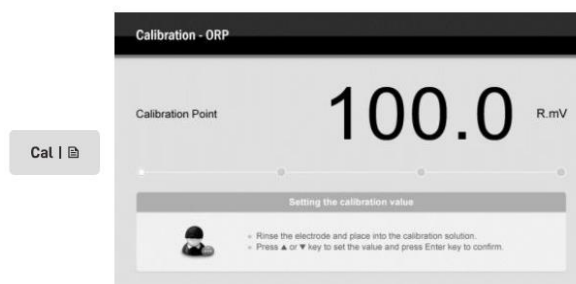 Calibration - ORP
Calibration Point
100.0
R.mV
Cal |
Setting the calibration value
Rinse the electrode and place into the calibration solution.
Press ▲ or ▼ key to set the value and press Enter key to confirm.